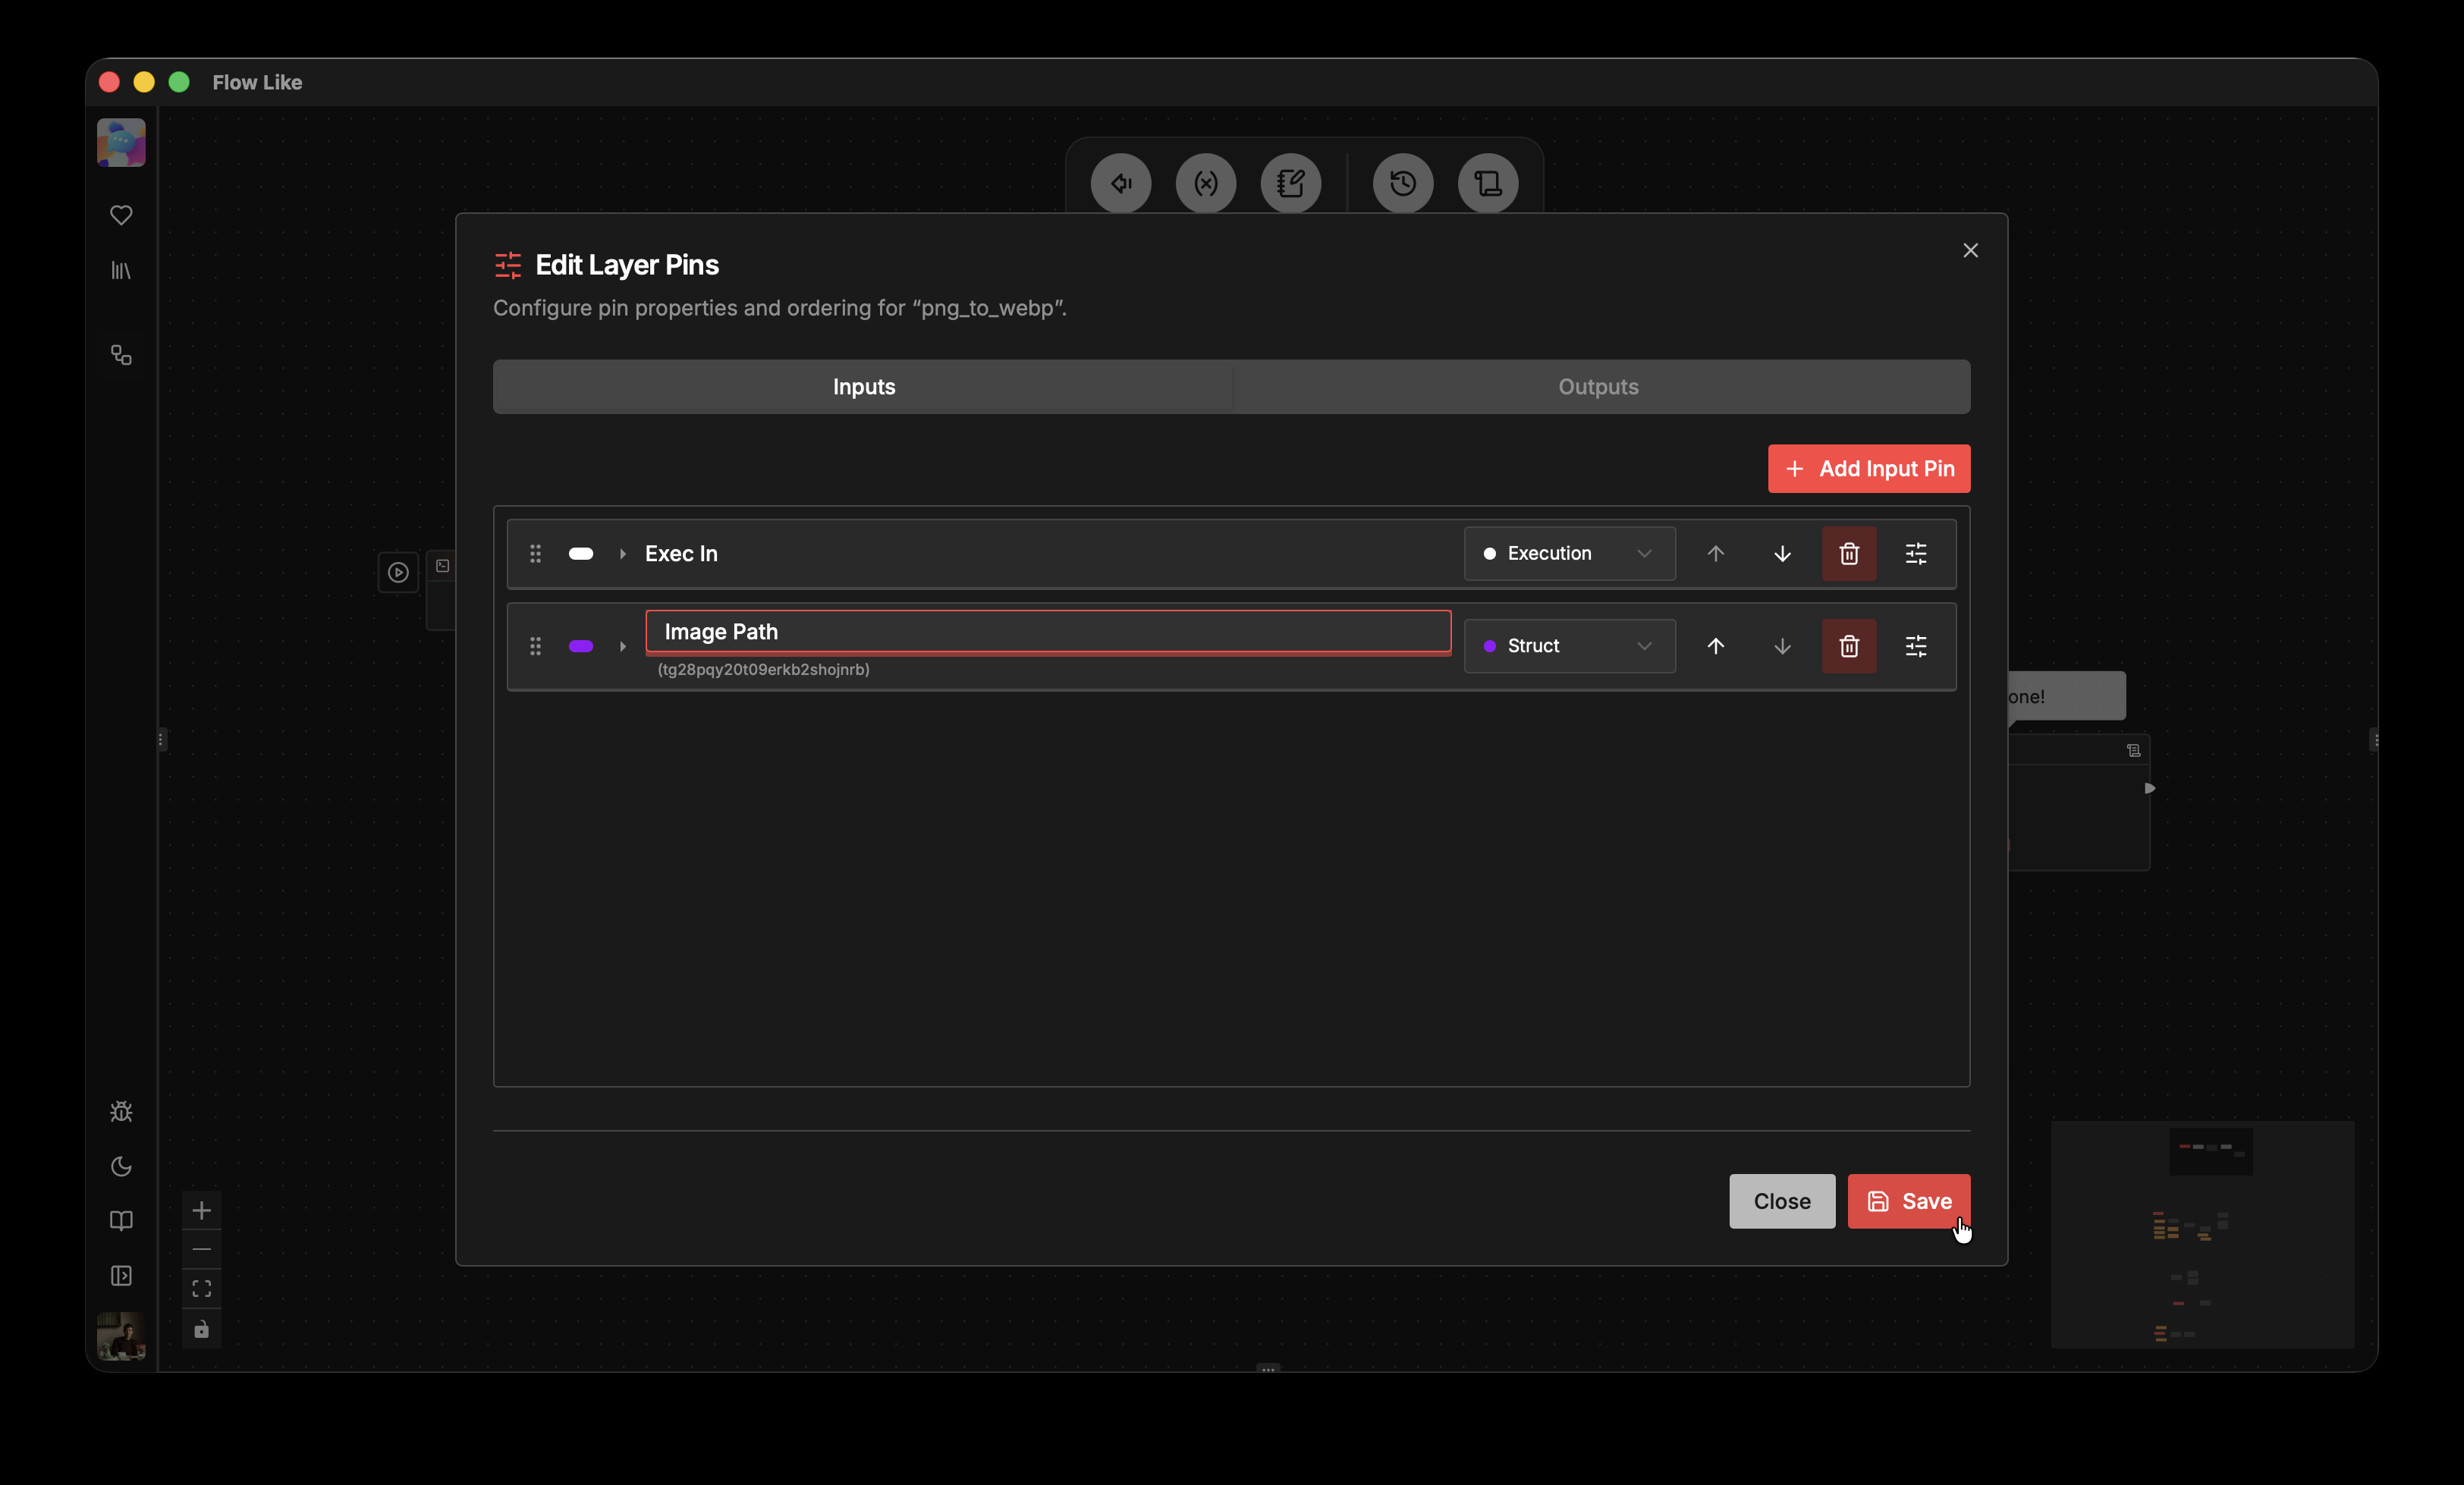 Flow Like
Edit Layer Pins
Configure pin properties and ordering for “png_to_webp”.
Inputs
Outputs
Add Input Pin
Exec In
Execution
Image Path
(tg28pqy20t09erkb2shojnrb)
Struct
one!
Close
Save